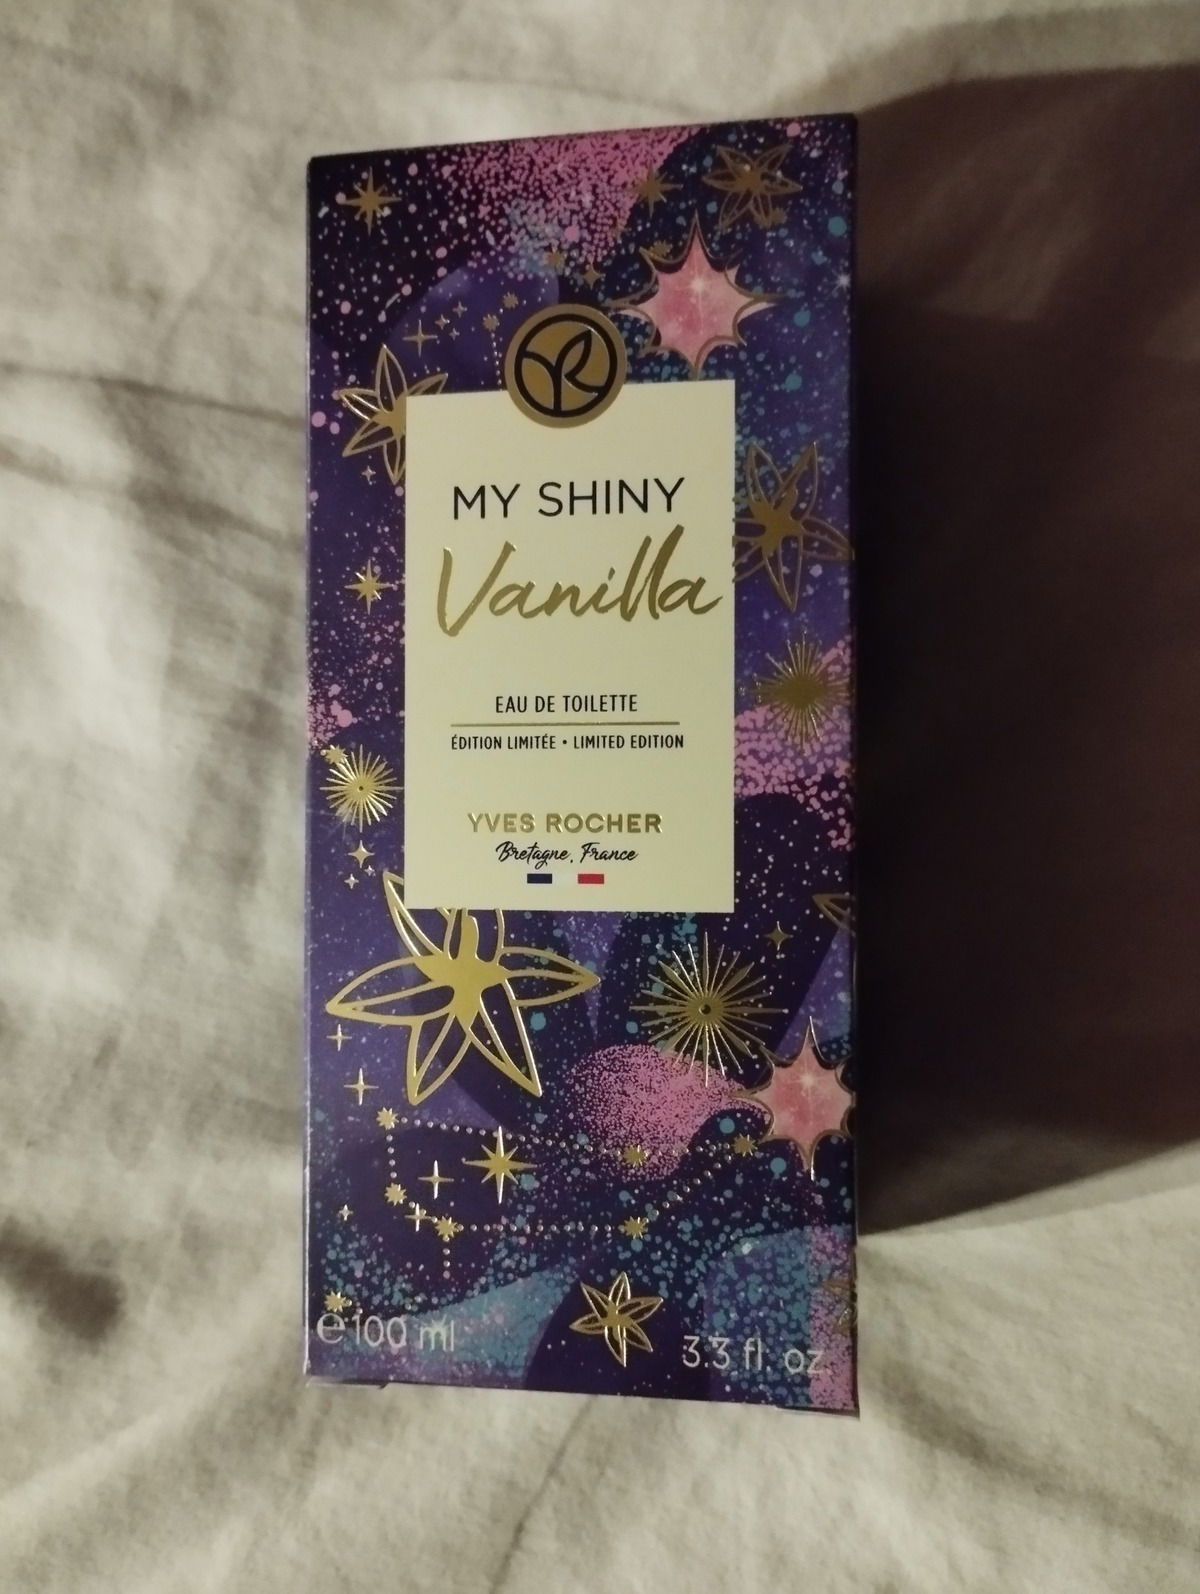 MY SHINY
Vanilla
EAU DE TOILETTE
ÉDITION LIMITÉE • LIMITED EDITION
YVES ROCHER
Bretagne, France
℮100 ml
3.3 fl. oz.